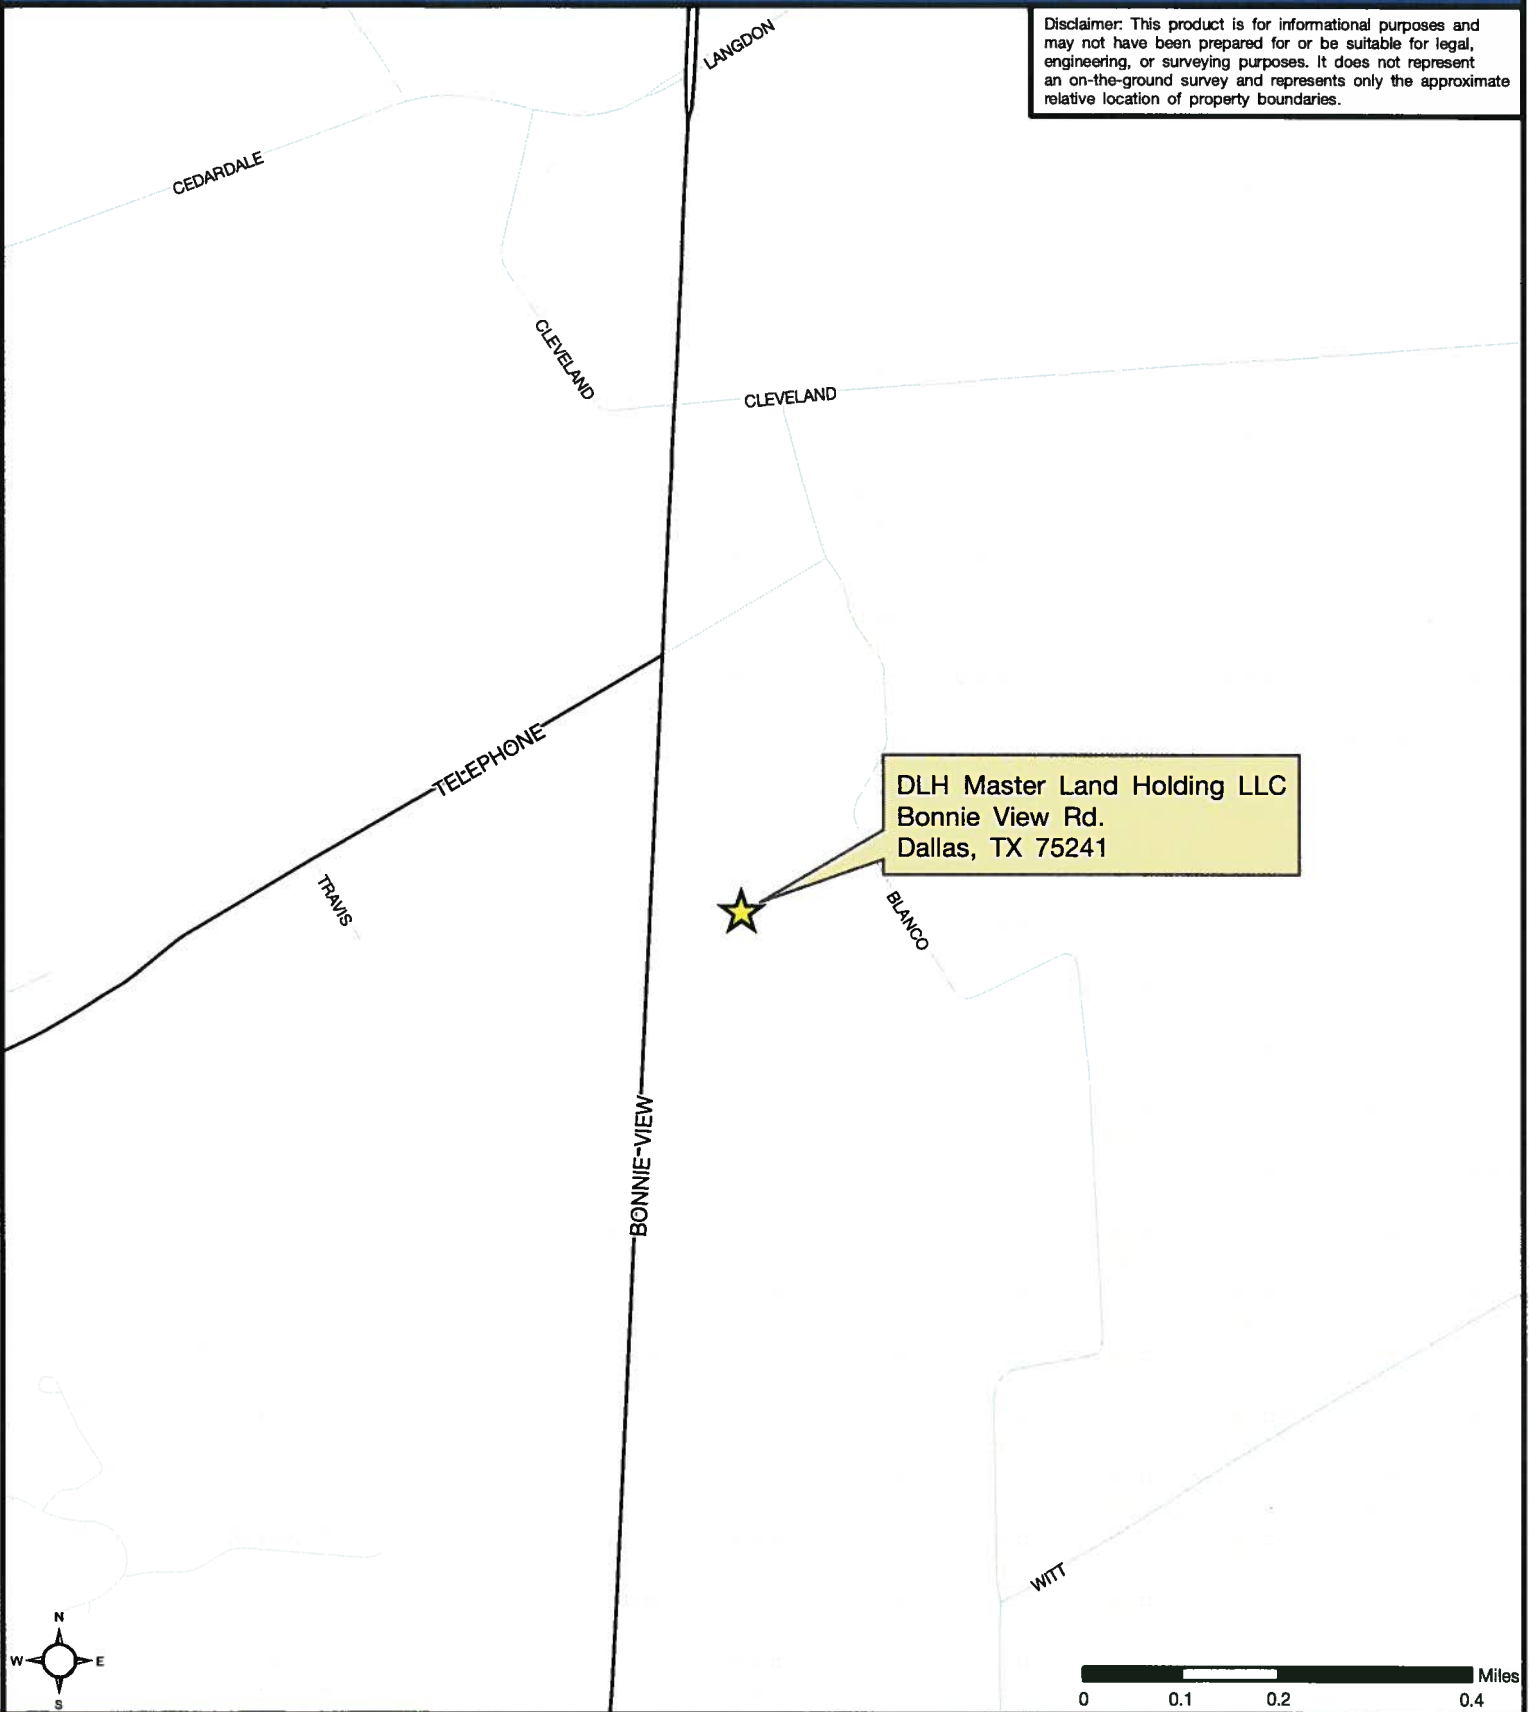 Disclaimer: This product is for informational purposes and
may not have been prepared for or be suitable for legal,
engineering, or surveying purposes. It does not represent
an on-the-ground survey and represents only the approximate
relative location of property boundaries.
LANGDON
CEDARDALE
CLEVELAND
CLEVELAND
TELEPHONE
DLH Master Land Holding LLC
Bonnie View Rd.
Dallas, TX 75241
TRAVIS
BLANCO
BONNIE-VIEW
WITT
N
W E
S
Miles
0 0.1 0.2 0.4